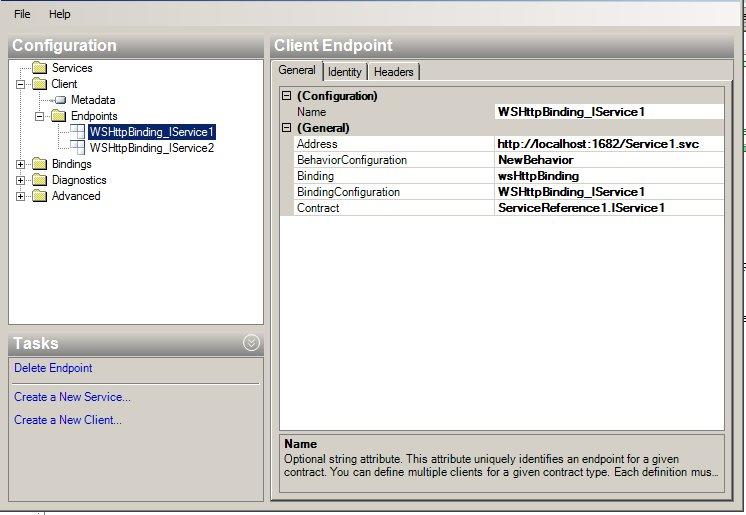 File Help
Configuration
Services
Client
Metadata
Endpoints
WSHttpBinding_IService1
WSHttpBinding_IService2
Bindings
Diagnostics
Advanced
Tasks
Delete Endpoint
Create a New Service...
Create a New Client...
Client Endpoint
General Identity Headers
(Configuration)
Name WSHttpBinding_IService1
(General)
Address http://localhost:1682/Service1.svc
BehaviorConfiguration NewBehavior
Binding wsHttpBinding
BindingConfiguration WSHttpBinding_IService1
Contract ServiceReference1.IService1
Name
Optional string attribute. This attribute uniquely identifies an endpoint for a given
contract. You can define multiple clients for a given contract type. Each definition mus...